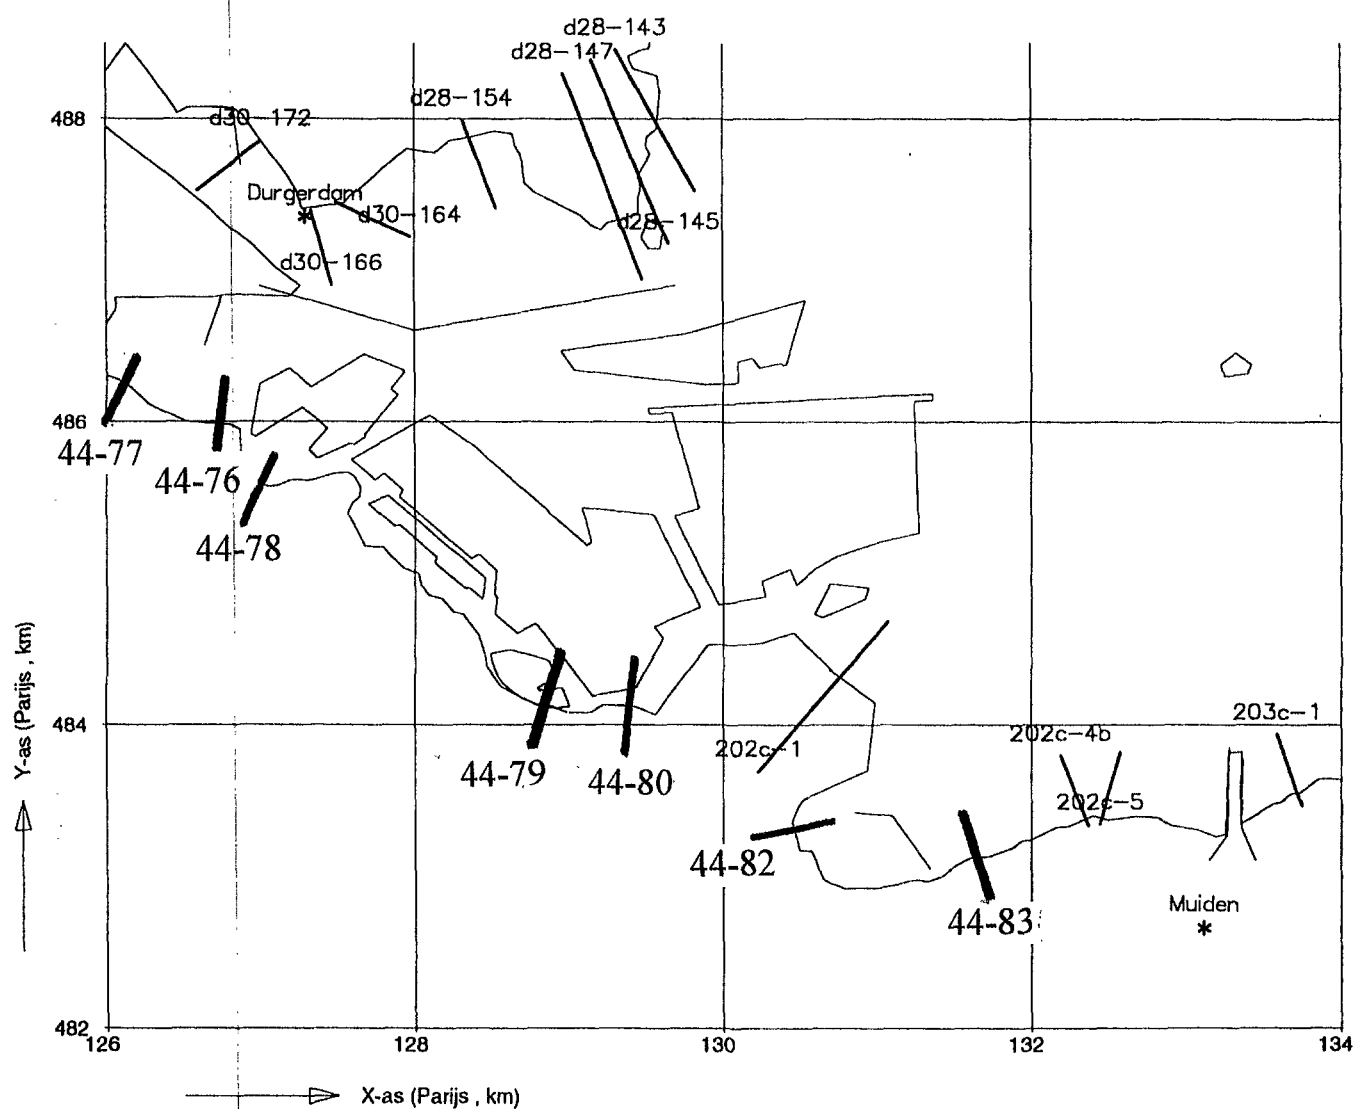 d28-143
d28-147
d28-154
488
d30-172
Durgerdam
*
d30-164
d28-145
d30-166
486
44-77
44-76
44-78
484
203c-1
202c-4b
202c-1
44-79
44-80
202c-5
44-82
44-83
Muiden
*
482
126
128
130
132
134
Y-as (Parijs , km)
X-as (Parijs , km)